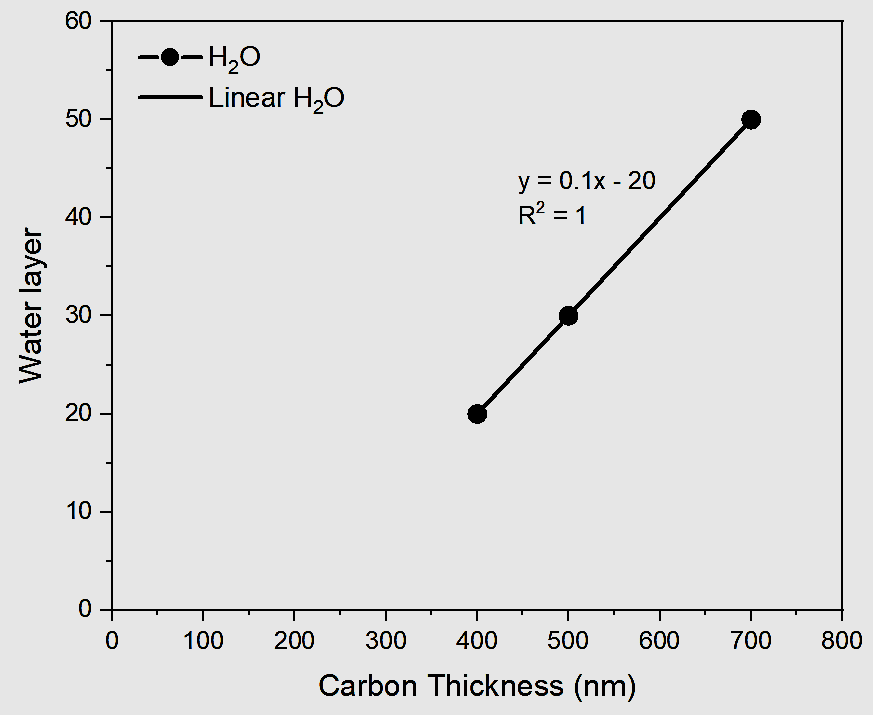 60
50
40
30
20
10
0
0 100 200 300 400 500 600 700 800
H₂O
Linear H₂O
y = 0.1x - 20
R² = 1
Water layer
Carbon Thickness (nm)